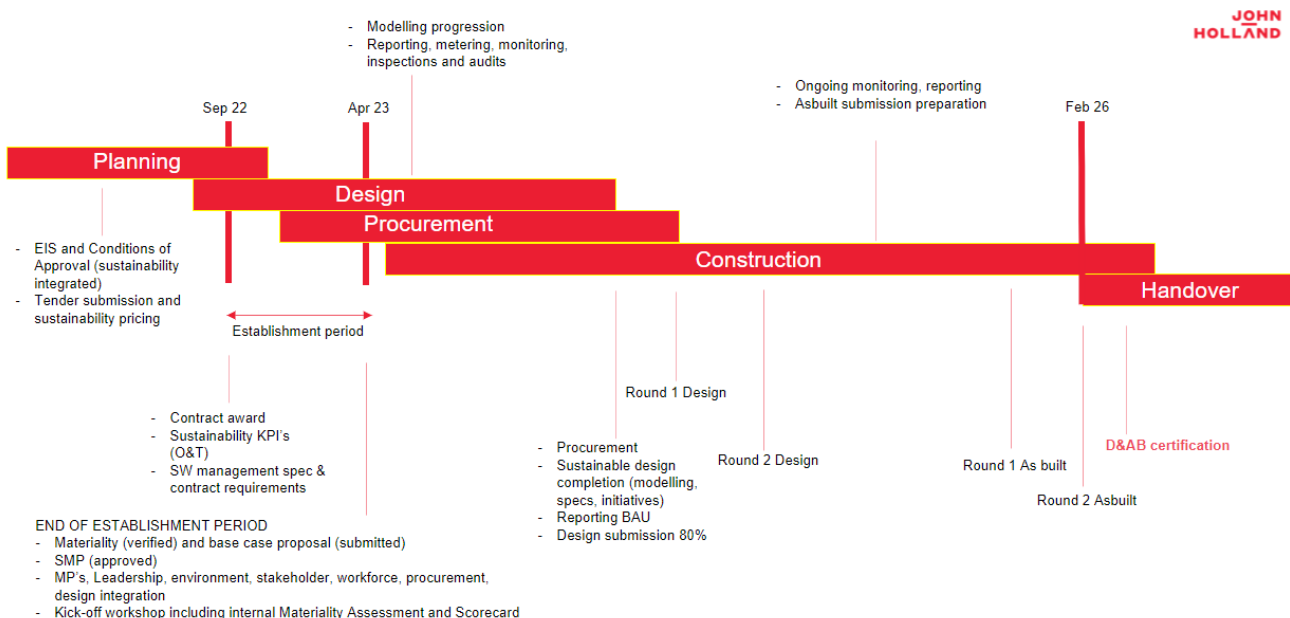 JOHN
HOLLAND
- Modelling progression
- Reporting, metering, monitoring,
inspections and audits
- Ongoing monitoring, reporting
- Asbuilt submission preparation
Sep 22
Apr 23
Feb 26
Planning
Design
Procurement
Construction
Handover
- EIS and Conditions of
Approval (sustainability
integrated)
- Tender submission and
sustainability pricing
Establishment period
- Contract award
- Sustainability KPI's
(O&T)
- SW management spec &
contract requirements
Round 1 Design
- Procurement
- Sustainable design
completion (modelling,
specs, initiatives)
- Reporting BAU
- Design submission 80%
Round 2 Design
Round 1 As built
D&AB certification
Round 2 Asbuilt
END OF ESTABLISHMENT PERIOD
- Materiality (verified) and base case proposal (submitted)
- SMP (approved)
- MP's, Leadership, environment, stakeholder, workforce, procurement,
design integration
- Kick-off workshop including internal Materiality Assessment and Scorecard